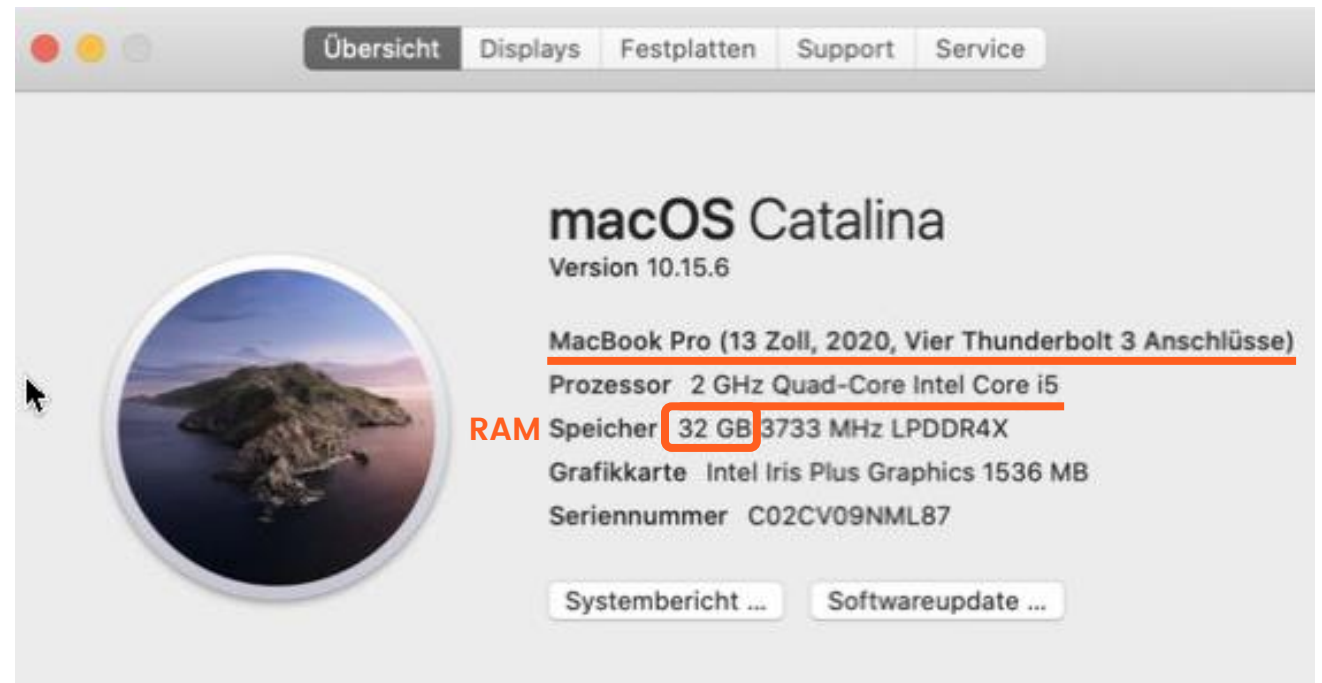 Übersicht Displays Festplatten Support Service
macOS Catalina
Version 10.15.6
MacBook Pro (13 Zoll, 2020, Vier Thunderbolt 3 Anschlüsse)
Prozessor 2 GHz Quad-Core Intel Core i5
RAM Speicher 32 GB 3733 MHz LPDDR4X
Grafikkarte Intel Iris Plus Graphics 1536 MB
Seriennummer C02CV09NML87
Systembericht ... Softwareupdate ...